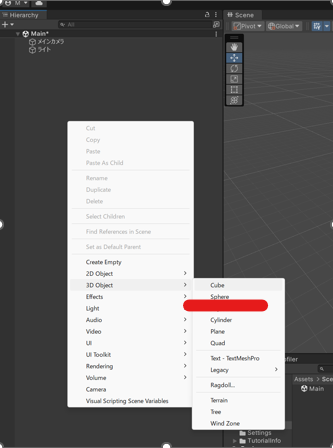 M
Hierarchy
Scene
All
Pivot
Global
Main*
メインカメラ
ライト
Cut
Copy
Paste
Paste As Child
Rename
Duplicate
Delete
Select Children
Find References in Scene
Set as Default Parent
Create Empty
2D Object
3D Object
Effects
Light
Audio
Video
UI
UI Toolkit
Rendering
Volume
Camera
Visual Scripting Scene Variables
Cube
Sphere
Cylinder
Plane
Quad
Text - TextMeshPro
Legacy
Ragdoll...
Terrain
Tree
Wind Zone
ofiler
Assets
Sce
Main
Settings
TutorialInfo